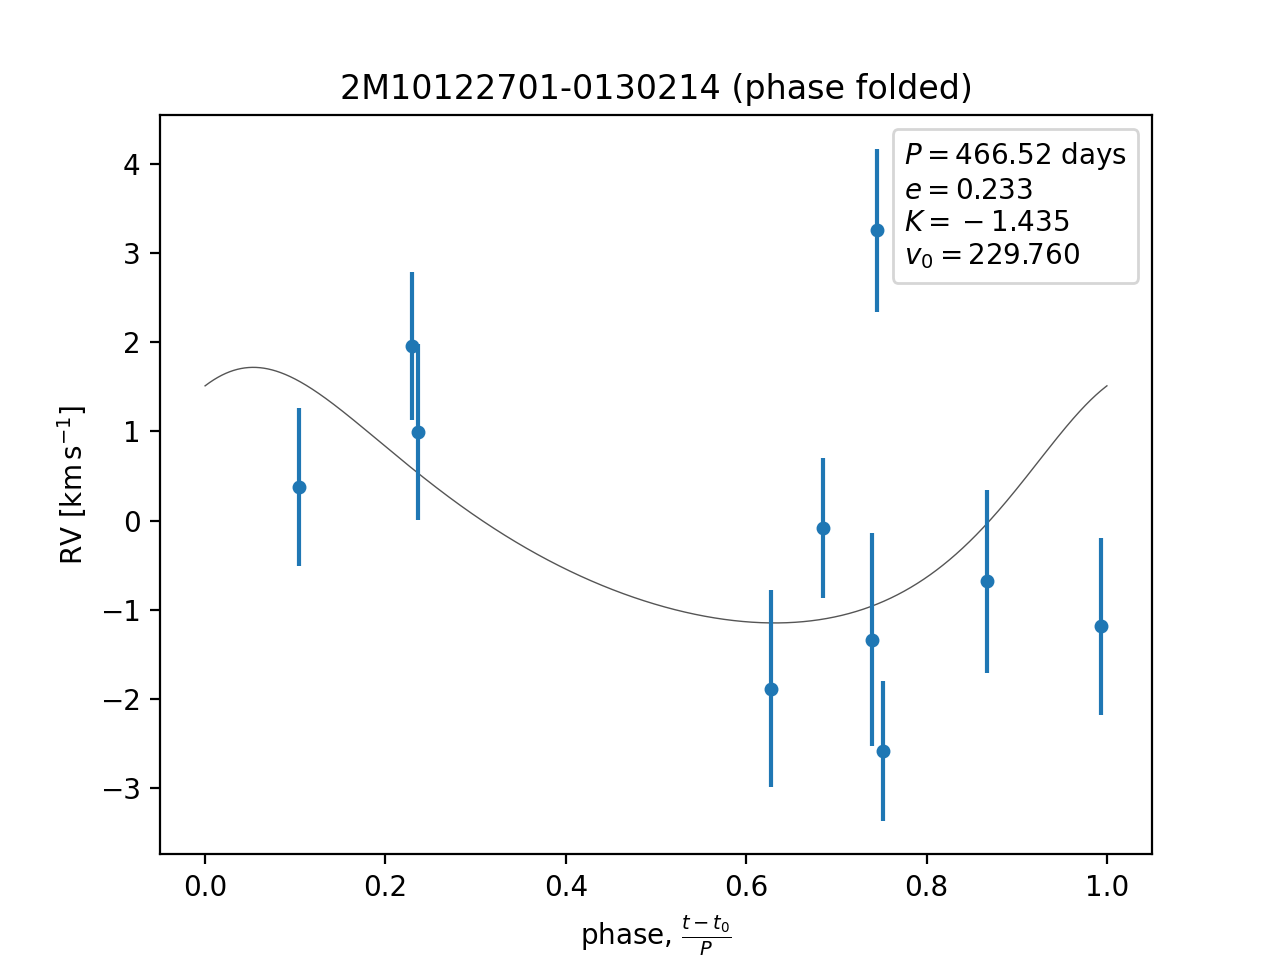 2M10122701-0130214 (phase folded)
P = 466.52 days
e = 0.233
K = −1.435
v₀ = 229.760
4
3
2
1
0
−1
−2
−3
RV [km s⁻¹]
0.0 0.2 0.4 0.6 0.8 1.0
phase, (t − t₀)/P